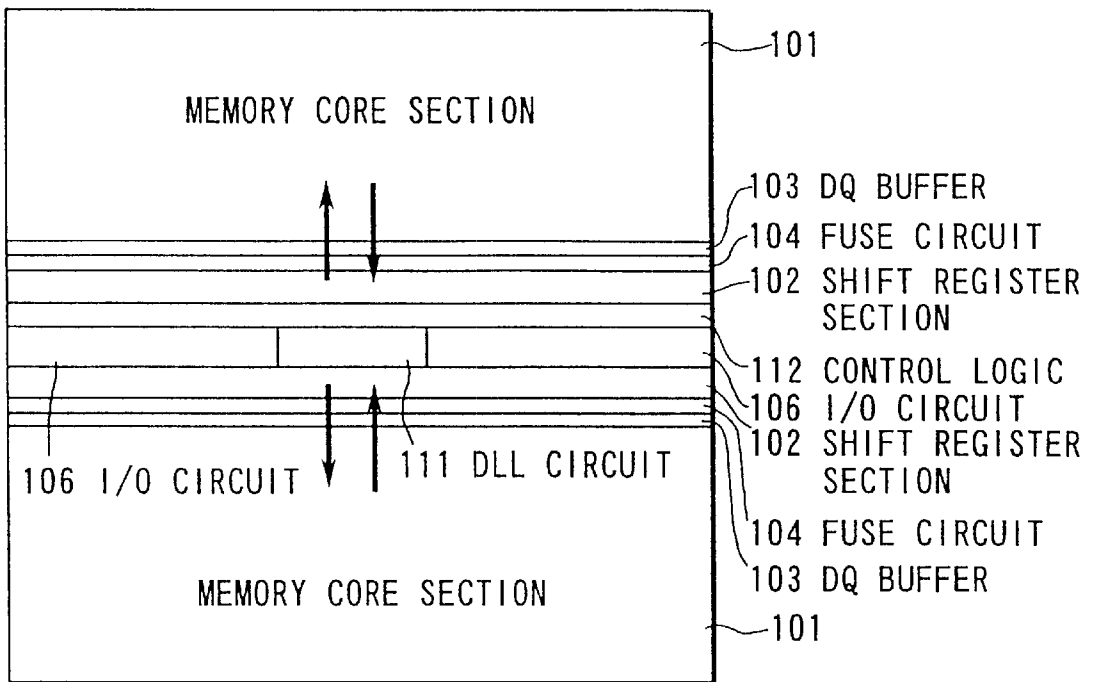 101
MEMORY CORE SECTION
103 DQ BUFFER
104 FUSE CIRCUIT
102 SHIFT REGISTER
SECTION
112 CONTROL LOGIC
106 I/O CIRCUIT
102 SHIFT REGISTER
SECTION
106 I/O CIRCUIT
111 DLL CIRCUIT
104 FUSE CIRCUIT
103 DQ BUFFER
MEMORY CORE SECTION
101